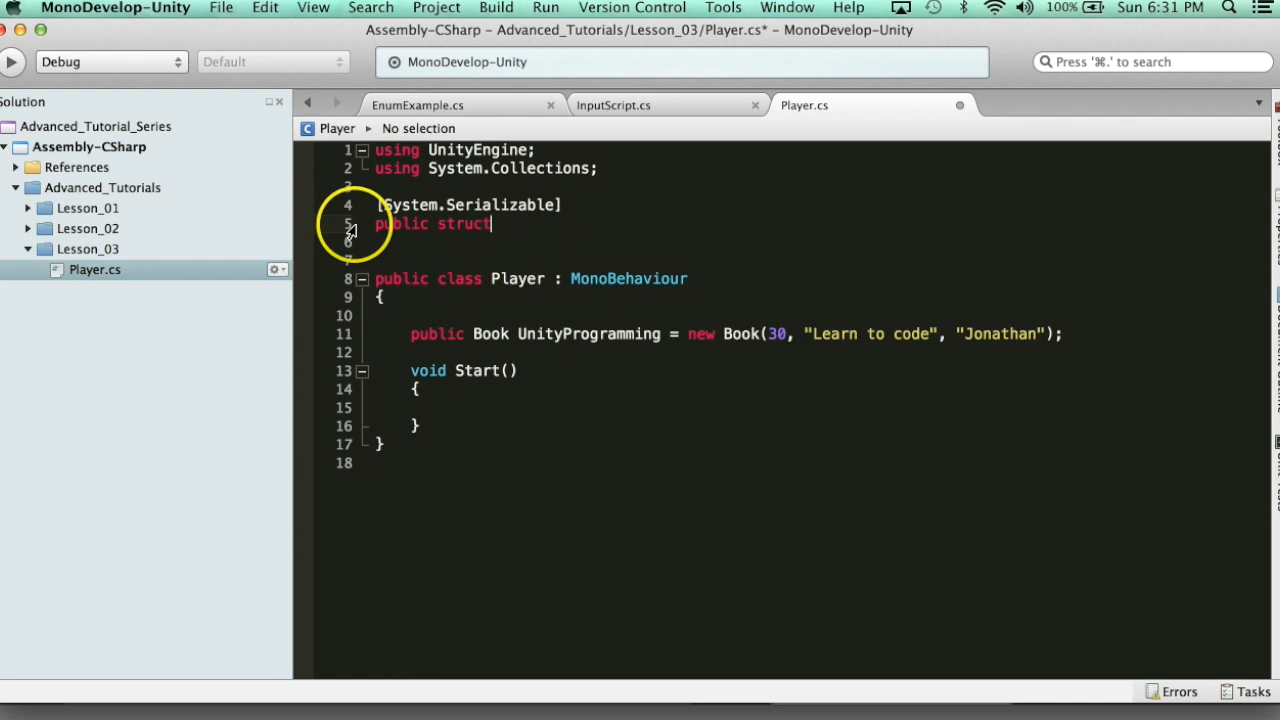 MonoDevelop-Unity File Edit View Search Project Build Run Version Control Tools Window Help 100% Sun 6:31 PM
Assembly-CSharp - Advanced_Tutorials/Lesson_03/Player.cs* - MonoDevelop-Unity
Debug Default MonoDevelop-Unity Press '⌘.' to search
Solution
EnumExample.cs InputScript.cs Player.cs
Advanced_Tutorial_Series
Assembly-CSharp
References
Advanced_Tutorials
Lesson_01
Lesson_02
Lesson_03
Player.cs
C Player No selection
1 using UnityEngine;
2 using System.Collections;
3
4 [System.Serializable]
5 public struct
6
7
8 public class Player : MonoBehaviour
9 {
10
11 public Book UnityProgramming = new Book(30, "Learn to code", "Jonathan");
12
13 void Start()
14 {
15
16 }
17 }
18
Errors Tasks